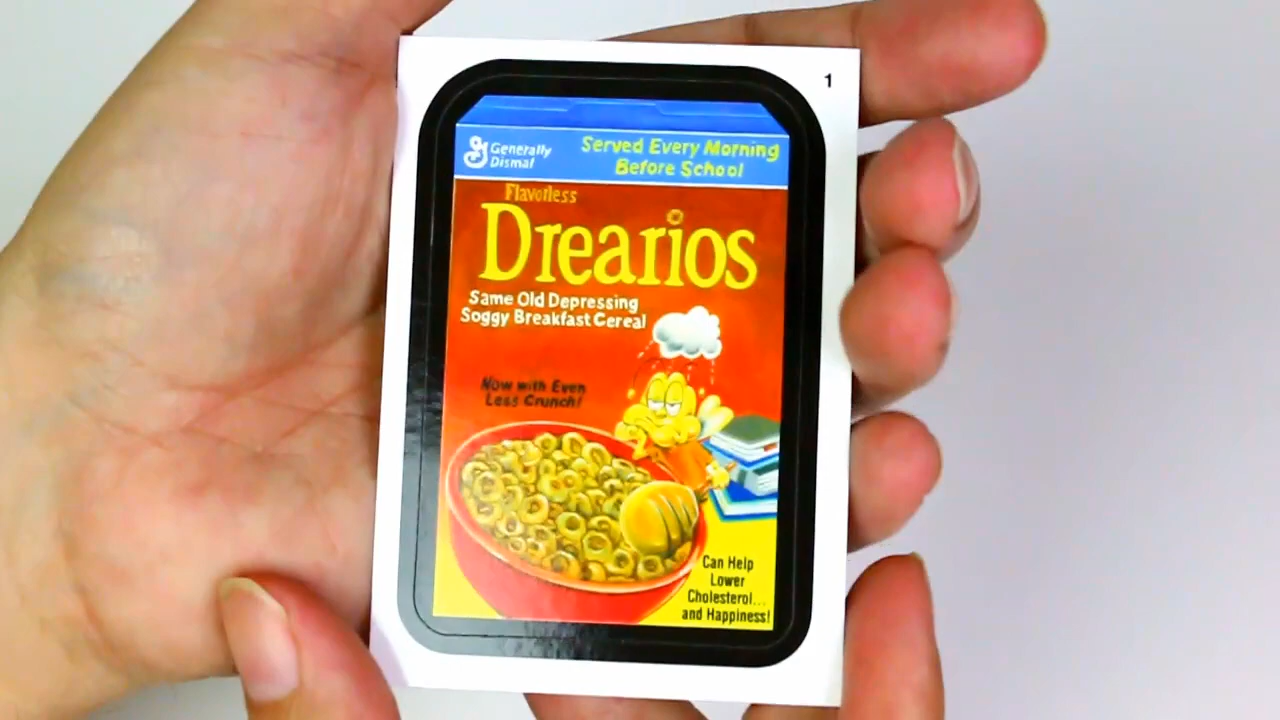 1
Generally
Dismal
Served Every Morning
Before School
Flavorless
Drearios
Same Old Depressing
Soggy Breakfast Cereal
Now with Even
Less Crunch!
Can Help
Lower
Cholesterol...
and Happiness!